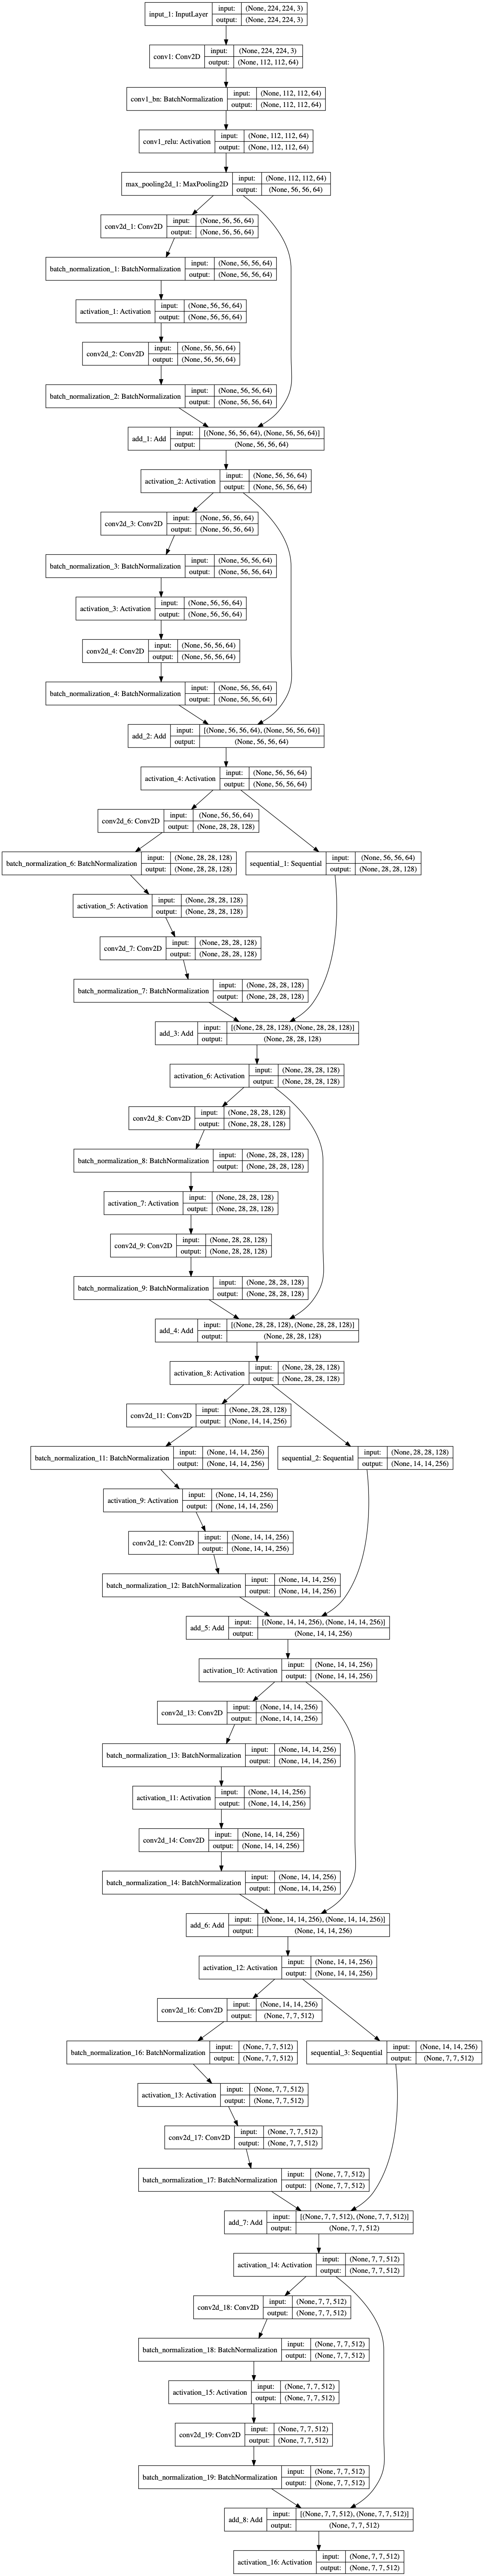 input_1: InputLayer input: (None, 224, 224, 3)
output: (None, 224, 224, 3)
conv1: Conv2D input: (None, 224, 224, 3)
output: (None, 112, 112, 64)
conv1_bn: BatchNormalization input: (None, 112, 112, 64)
output: (None, 112, 112, 64)
conv1_relu: Activation input: (None, 112, 112, 64)
output: (None, 112, 112, 64)
max_pooling2d_1: MaxPooling2D input: (None, 112, 112, 64)
output: (None, 56, 56, 64)
conv2d_1: Conv2D input: (None, 56, 56, 64)
output: (None, 56, 56, 64)
batch_normalization_1: BatchNormalization input: (None, 56, 56, 64)
output: (None, 56, 56, 64)
activation_1: Activation input: (None, 56, 56, 64)
output: (None, 56, 56, 64)
conv2d_2: Conv2D input: (None, 56, 56, 64)
output: (None, 56, 56, 64)
batch_normalization_2: BatchNormalization input: (None, 56, 56, 64)
output: (None, 56, 56, 64)
add_1: Add input: [(None, 56, 56, 64), (None, 56, 56, 64)]
output: (None, 56, 56, 64)
activation_2: Activation input: (None, 56, 56, 64)
output: (None, 56, 56, 64)
conv2d_3: Conv2D input: (None, 56, 56, 64)
output: (None, 56, 56, 64)
batch_normalization_3: BatchNormalization input: (None, 56, 56, 64)
output: (None, 56, 56, 64)
activation_3: Activation input: (None, 56, 56, 64)
output: (None, 56, 56, 64)
conv2d_4: Conv2D input: (None, 56, 56, 64)
output: (None, 56, 56, 64)
batch_normalization_4: BatchNormalization input: (None, 56, 56, 64)
output: (None, 56, 56, 64)
add_2: Add input: [(None, 56, 56, 64), (None, 56, 56, 64)]
output: (None, 56, 56, 64)
activation_4: Activation input: (None, 56, 56, 64)
output: (None, 56, 56, 64)
conv2d_6: Conv2D input: (None, 56, 56, 64)
output: (None, 28, 28, 128)
batch_normalization_6: BatchNormalization input: (None, 28, 28, 128)
output: (None, 28, 28, 128)
sequential_1: Sequential input: (None, 56, 56, 64)
output: (None, 28, 28, 128)
activation_5: Activation input: (None, 28, 28, 128)
output: (None, 28, 28, 128)
conv2d_7: Conv2D input: (None, 28, 28, 128)
output: (None, 28, 28, 128)
batch_normalization_7: BatchNormalization input: (None, 28, 28, 128)
output: (None, 28, 28, 128)
add_3: Add input: [(None, 28, 28, 128), (None, 28, 28, 128)]
output: (None, 28, 28, 128)
activation_6: Activation input: (None, 28, 28, 128)
output: (None, 28, 28, 128)
conv2d_8: Conv2D input: (None, 28, 28, 128)
output: (None, 28, 28, 128)
batch_normalization_8: BatchNormalization input: (None, 28, 28, 128)
output: (None, 28, 28, 128)
activation_7: Activation input: (None, 28, 28, 128)
output: (None, 28, 28, 128)
conv2d_9: Conv2D input: (None, 28, 28, 128)
output: (None, 28, 28, 128)
batch_normalization_9: BatchNormalization input: (None, 28, 28, 128)
output: (None, 28, 28, 128)
add_4: Add input: [(None, 28, 28, 128), (None, 28, 28, 128)]
output: (None, 28, 28, 128)
activation_8: Activation input: (None, 28, 28, 128)
output: (None, 28, 28, 128)
conv2d_11: Conv2D input: (None, 28, 28, 128)
output: (None, 14, 14, 256)
batch_normalization_11: BatchNormalization input: (None, 14, 14, 256)
output: (None, 14, 14, 256)
sequential_2: Sequential input: (None, 28, 28, 128)
output: (None, 14, 14, 256)
activation_9: Activation input: (None, 14, 14, 256)
output: (None, 14, 14, 256)
conv2d_12: Conv2D input: (None, 14, 14, 256)
output: (None, 14, 14, 256)
batch_normalization_12: BatchNormalization input: (None, 14, 14, 256)
output: (None, 14, 14, 256)
add_5: Add input: [(None, 14, 14, 256), (None, 14, 14, 256)]
output: (None, 14, 14, 256)
activation_10: Activation input: (None, 14, 14, 256)
output: (None, 14, 14, 256)
conv2d_13: Conv2D input: (None, 14, 14, 256)
output: (None, 14, 14, 256)
batch_normalization_13: BatchNormalization input: (None, 14, 14, 256)
output: (None, 14, 14, 256)
activation_11: Activation input: (None, 14, 14, 256)
output: (None, 14, 14, 256)
conv2d_14: Conv2D input: (None, 14, 14, 256)
output: (None, 14, 14, 256)
batch_normalization_14: BatchNormalization input: (None, 14, 14, 256)
output: (None, 14, 14, 256)
add_6: Add input: [(None, 14, 14, 256), (None, 14, 14, 256)]
output: (None, 14, 14, 256)
activation_12: Activation input: (None, 14, 14, 256)
output: (None, 14, 14, 256)
conv2d_16: Conv2D input: (None, 14, 14, 256)
output: (None, 7, 7, 512)
batch_normalization_16: BatchNormalization input: (None, 7, 7, 512)
output: (None, 7, 7, 512)
sequential_3: Sequential input: (None, 14, 14, 256)
output: (None, 7, 7, 512)
activation_13: Activation input: (None, 7, 7, 512)
output: (None, 7, 7, 512)
conv2d_17: Conv2D input: (None, 7, 7, 512)
output: (None, 7, 7, 512)
batch_normalization_17: BatchNormalization input: (None, 7, 7, 512)
output: (None, 7, 7, 512)
add_7: Add input: [(None, 7, 7, 512), (None, 7, 7, 512)]
output: (None, 7, 7, 512)
activation_14: Activation input: (None, 7, 7, 512)
output: (None, 7, 7, 512)
conv2d_18: Conv2D input: (None, 7, 7, 512)
output: (None, 7, 7, 512)
batch_normalization_18: BatchNormalization input: (None, 7, 7, 512)
output: (None, 7, 7, 512)
activation_15: Activation input: (None, 7, 7, 512)
output: (None, 7, 7, 512)
conv2d_19: Conv2D input: (None, 7, 7, 512)
output: (None, 7, 7, 512)
batch_normalization_19: BatchNormalization input: (None, 7, 7, 512)
output: (None, 7, 7, 512)
add_8: Add input: [(None, 7, 7, 512), (None, 7, 7, 512)]
output: (None, 7, 7, 512)
activation_16: Activation input: (None, 7, 7, 512)
output: (None, 7, 7, 512)